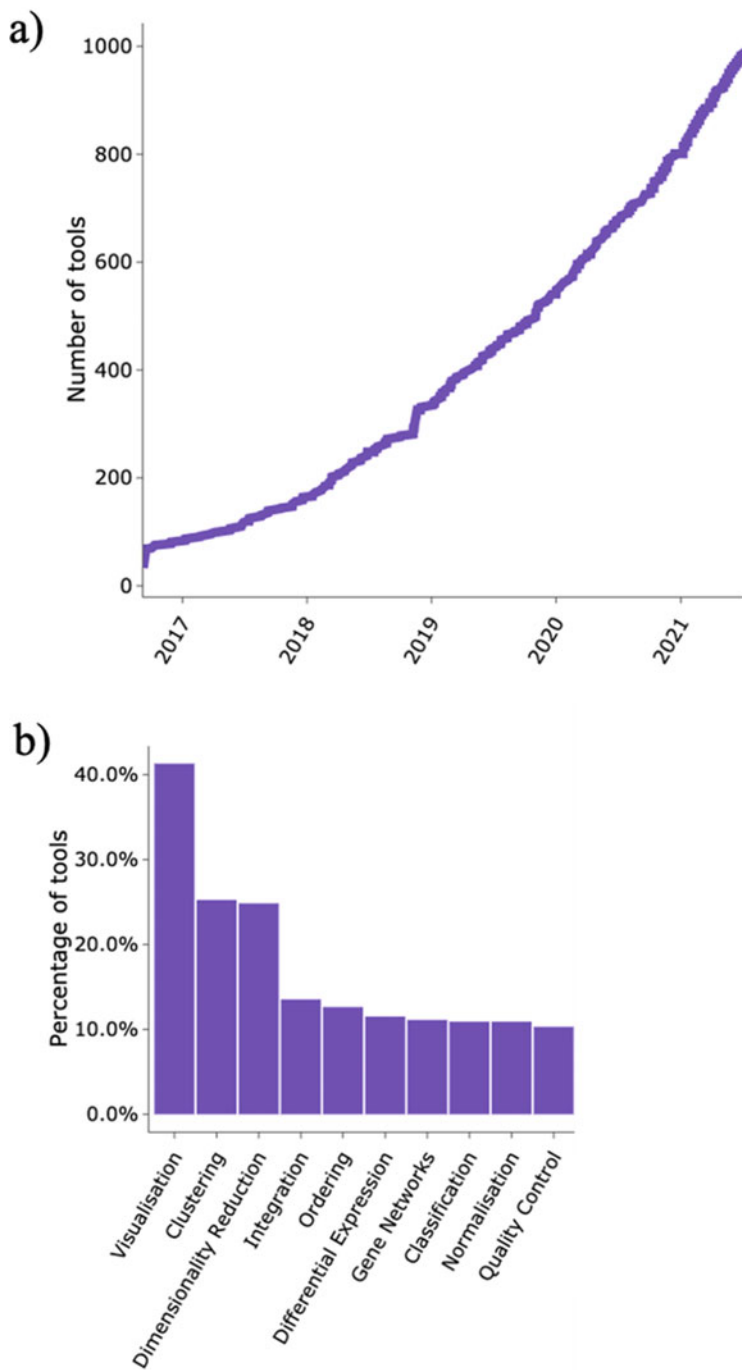 a)
Number of tools
1000
800
600
400
200
0
2017
2018
2019
2020
2021
b)
Percentage of tools
40.0%
30.0%
20.0%
10.0%
0.0%
Visualisation
Clustering
Dimensionality Reduction
Integration
Ordering
Differential Expression
Gene Networks
Classification
Normalisation
Quality Control